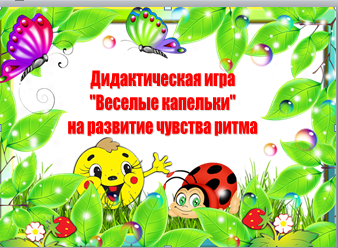 Дидактическая игра
"Веселые капельки"
на развитие чувства ритма